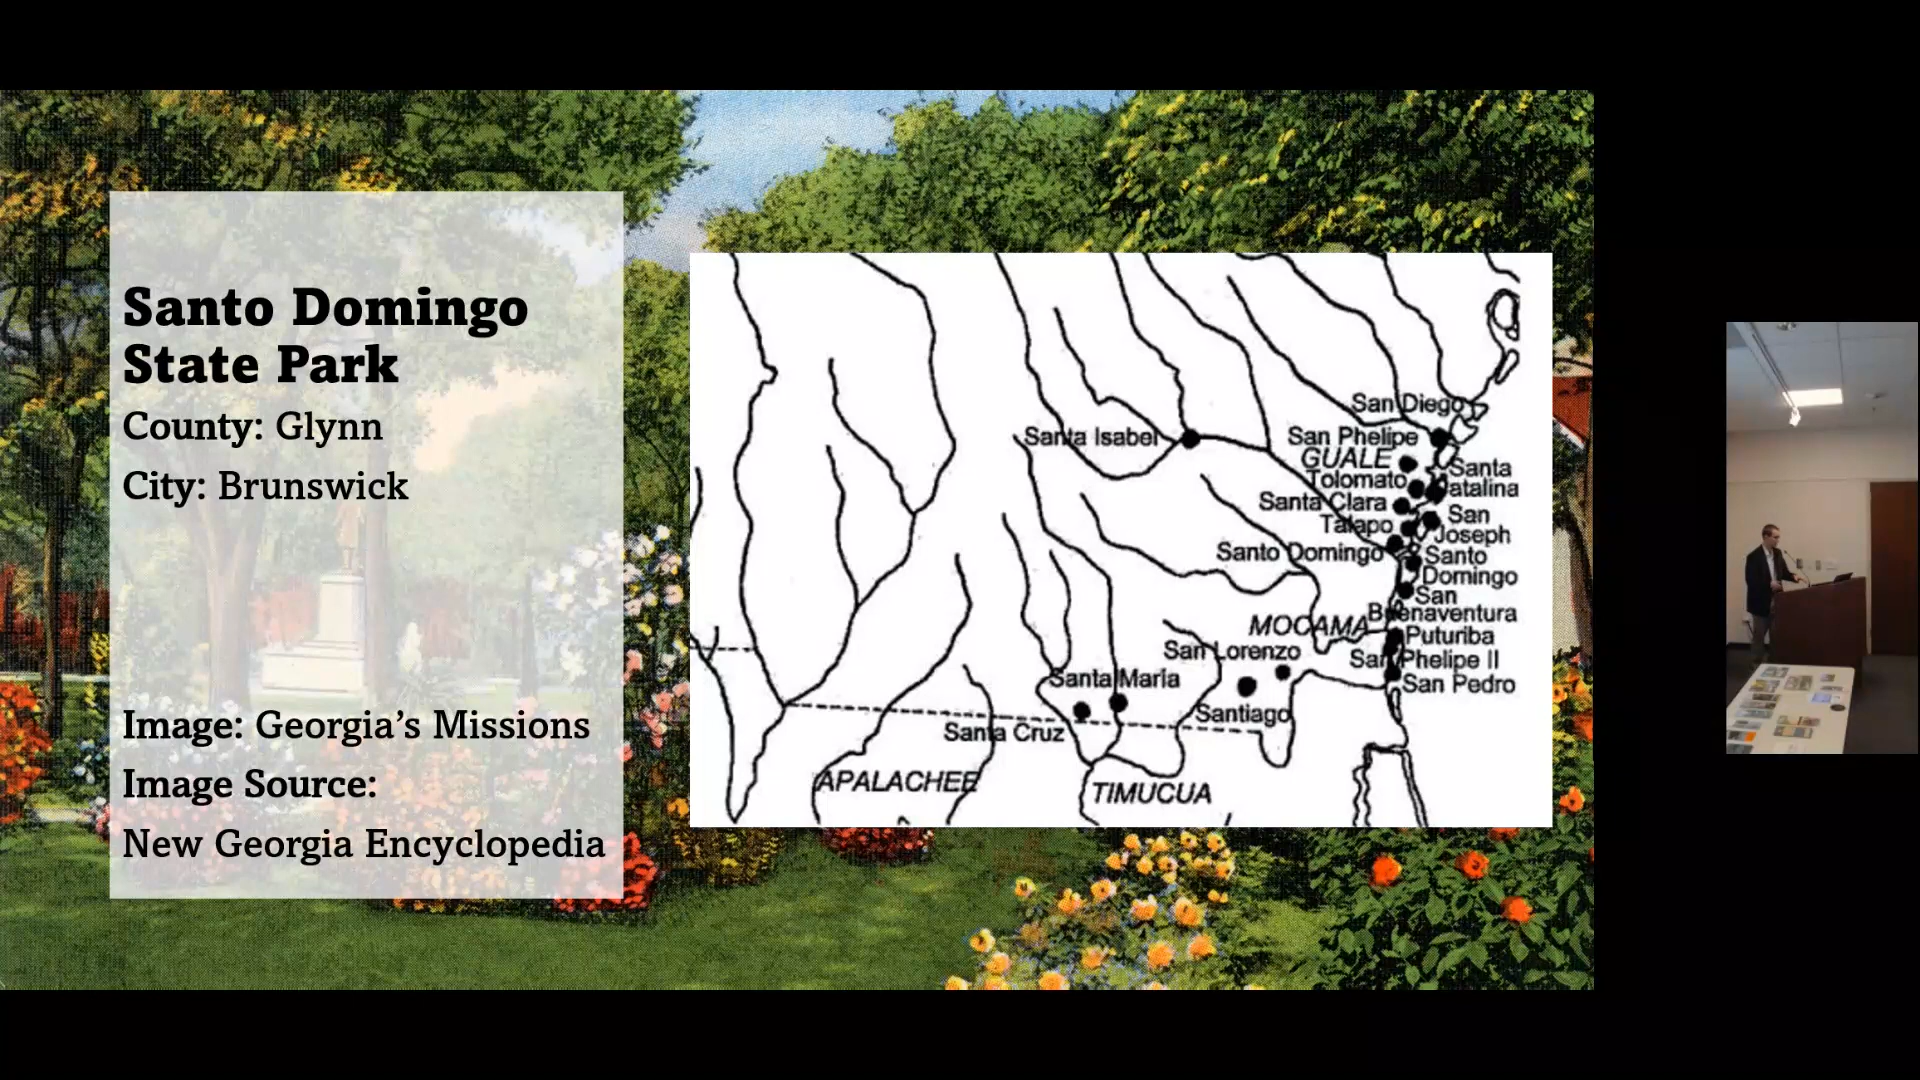 Santo Domingo
State Park
County: Glynn
City: Brunswick
Image: Georgia's Missions
Image Source:
New Georgia Encyclopedia
San Diego
Santa Isabel
San Phelipe
GUALE
Santa
Catalina
Tolomato
Santa Clara
San
Joseph
Talapo
Santo Domingo
Santo
Domingo
San
Buenaventura
MOCAMA
Puturiba
San Lorenzo
San Phelipe II
Santa Maria
San Pedro
Santiago
Santa Cruz
APALACHEE
TIMUCUA